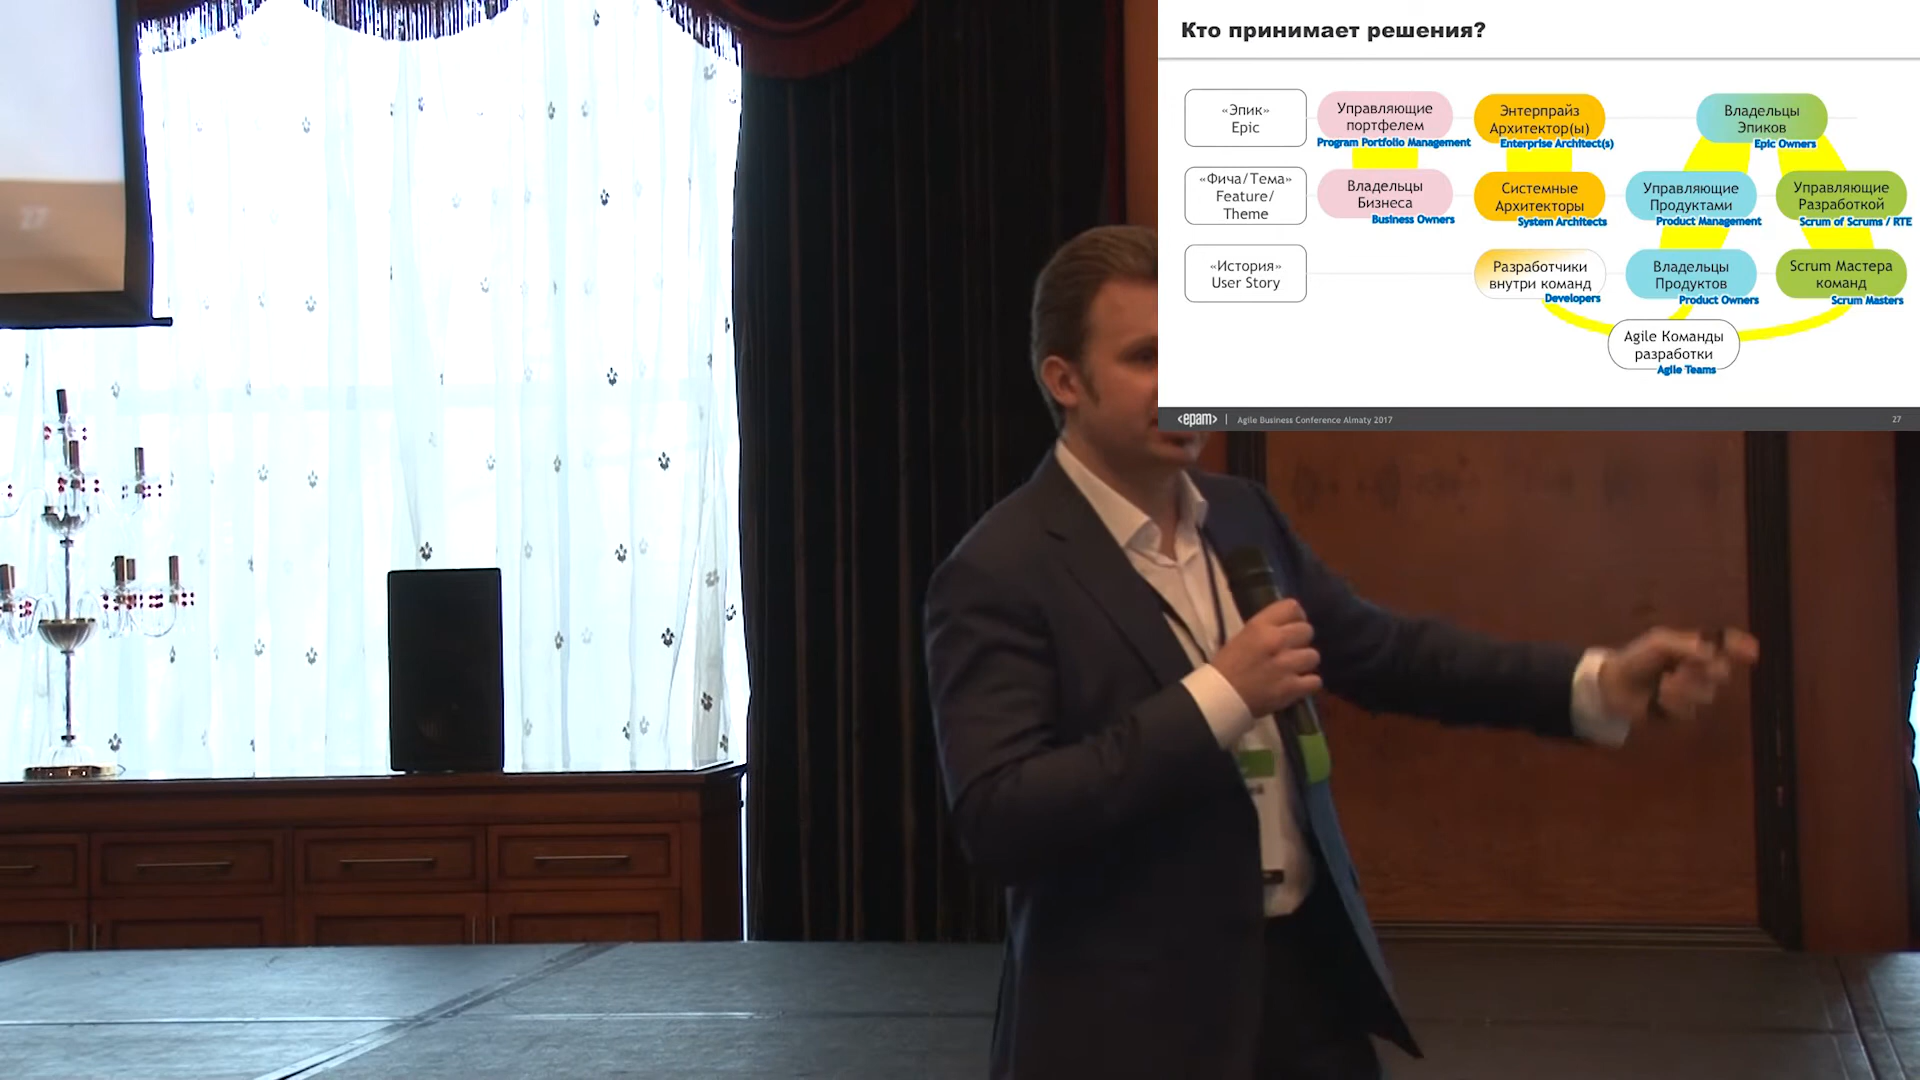 Кто принимает решения?
«Эпик»
Epic
Управляющие
портфелем
Program Portfolio Management
Энтерпрайз
Архитектор(ы)
Enterprise Architect(s)
Владельцы
Эпиков
Epic Owners
«Фича/Тема»
Feature/
Theme
Владельцы
Бизнеса
Business Owners
Системные
Архитекторы
System Architects
Управляющие
Продуктами
Product Management
Управляющие
Разработкой
Scrum of Scrums / RTE
«История»
User Story
Разработчики
внутри команд
Developers
Владельцы
Продуктов
Product Owners
Scrum Мастера
команд
Scrum Masters
Agile Команды
разработки
Agile Teams
<epam> | Agile Business Conference Almaty 2017
27
27